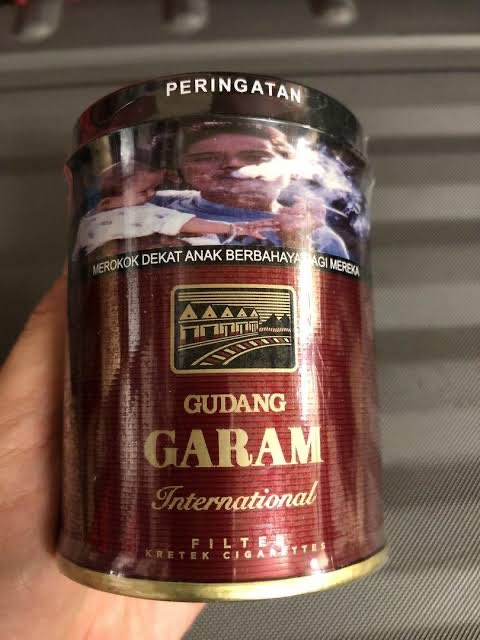 PERINGATAN
MEROKOK DEKAT ANAK BERBAHAYA BAGI MEREKA
GUDANG
GARAM
International
FILTER
KRETEK CIGARETTES